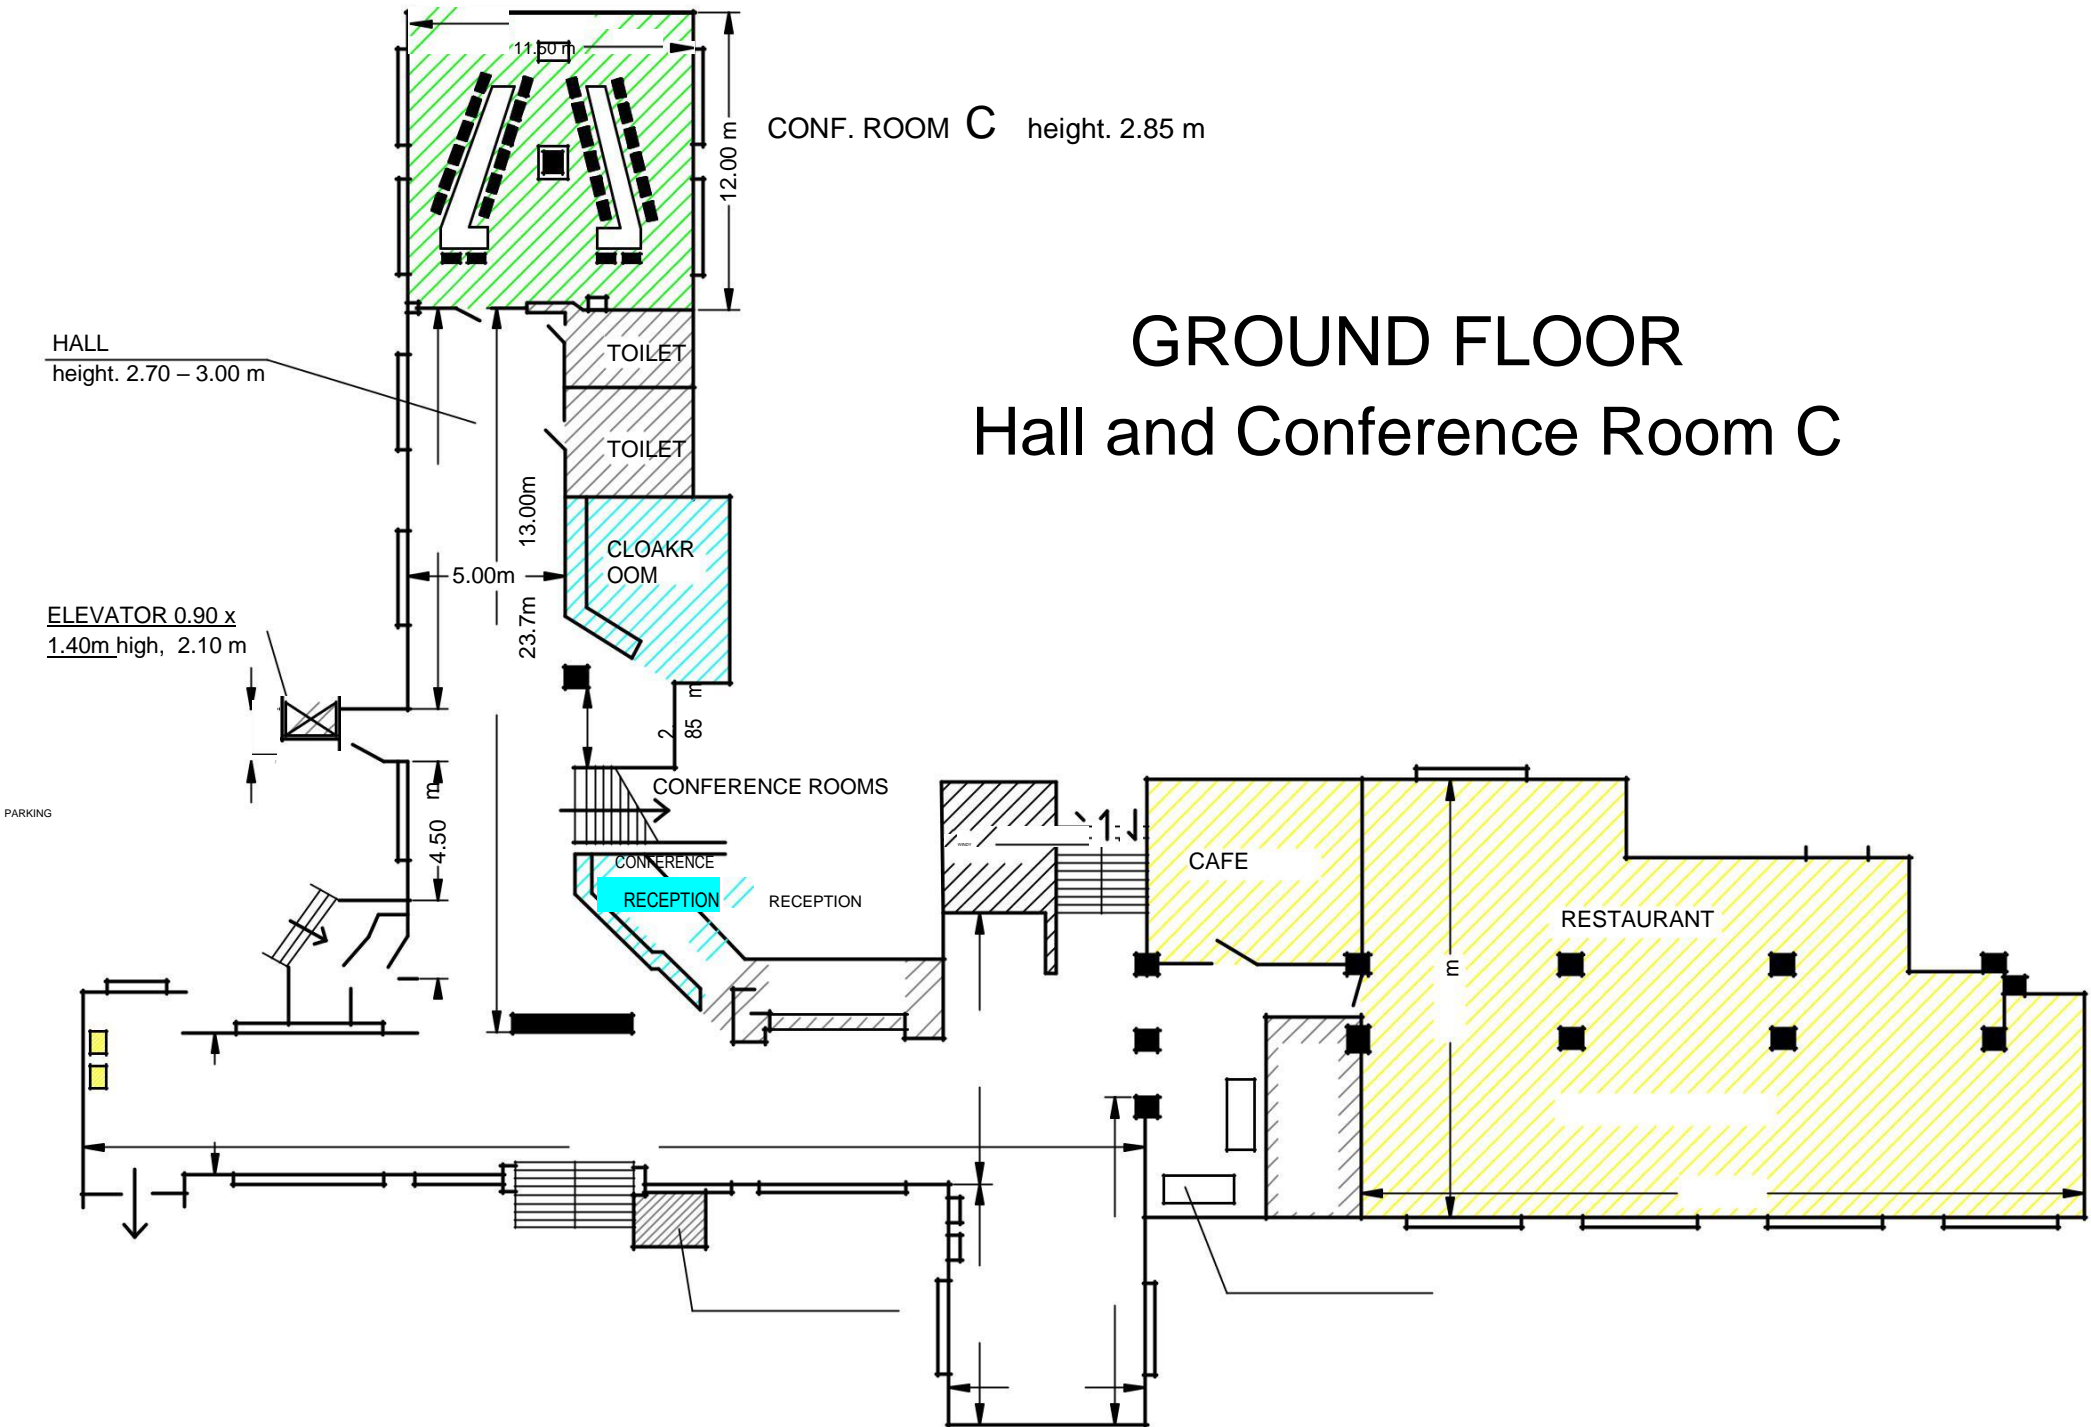 11.50 m
12.00 m
CONF. ROOM C height. 2.85 m
GROUND FLOOR
Hall and Conference Room C
HALL
height. 2.70 – 3.00 m
TOILET
TOILET
13.00m
CLOAKR
OOM
5.00m
23.7m
ELEVATOR 0.90 x
1.40m high, 2.10 m
2 85 m
CONFERENCE ROOMS
PARKING
4.50 m
CONFERENCE
RECEPTION
RECEPTION
CAFE
RESTAURANT
m